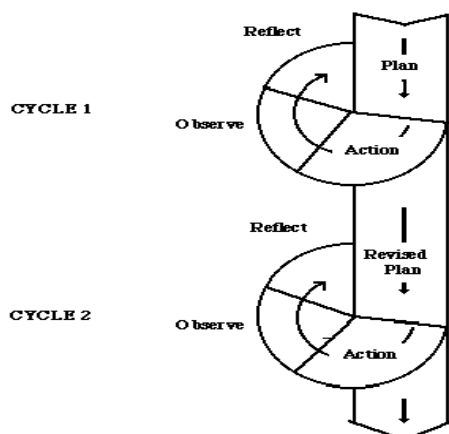 Reflect
Plan
CYCLE 1
Observe
Action
Reflect
Revised
Plan
CYCLE 2
Observe
Action